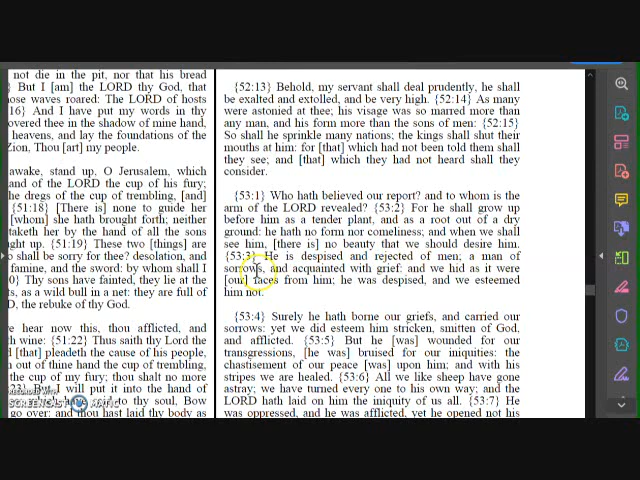 not die in the pit, nor that his bread
But I [am] the LORD thy God, that
waves roared: The LORD of hosts
16} And I have put my words in thy
overed thee in the shadow of mine hand,
heavens, and lay the foundations of the
Zion, Thou [art] my people.
awake, stand up, O Jerusalem, which
and of the LORD the cup of his fury;
he dregs of the cup of trembling, [and]
{51:18} [There is] none to guide her
[whom] she hath brought forth; neither
taketh her by the hand of all the sons
ght up. {51:19} These two [things] are
o shall be sorry for thee? desolation, and
famine, and the sword: by whom shall I
0} Thy sons have fainted, they lie at the
ts, as a wild bull in a net: they are full of
D, the rebuke of thy God.
e hear now this, thou afflicted, and
th wine: {51:22} Thus saith thy Lord the
d [that] pleadeth the cause of his people,
n out of thine hand the cup of trembling,
the cup of my fury; thou shalt no more
:23} But I will put it into the hand of
which have said to thy soul, Bow
go over: and thou hast laid thy body as
{52:13} Behold, my servant shall deal prudently, he shall
be exalted and extolled, and be very high. {52:14} As many
were astonied at thee; his visage was so marred more than
any man, and his form more than the sons of men: {52:15}
So shall he sprinkle many nations; the kings shall shut their
mouths at him: for [that] which had not been told them shall
they see; and [that] which they had not heard shall they
consider.
{53:1} Who hath believed our report? and to whom is the
arm of the LORD revealed? {53:2} For he shall grow up
before him as a tender plant, and as a root out of a dry
ground: he hath no form nor comeliness; and when we shall
see him, [there is] no beauty that we should desire him.
{53:3} He is despised and rejected of men; a man of
sorrows, and acquainted with grief: and we hid as it were
[our] faces from him; he was despised, and we esteemed
him not.
{53:4} Surely he hath borne our griefs, and carried our
sorrows: yet we did esteem him stricken, smitten of God,
and afflicted. {53:5} But he [was] wounded for our
transgressions, [he was] bruised for our iniquities: the
chastisement of our peace [was] upon him; and with his
stripes we are healed. {53:6} All we like sheep have gone
astray; we have turned every one to his own way; and the
LORD hath laid on him the iniquity of us all. {53:7} He
was oppressed, and he was afflicted, yet he opened not his
RECORDED WITH
SCREENCAST MATIC